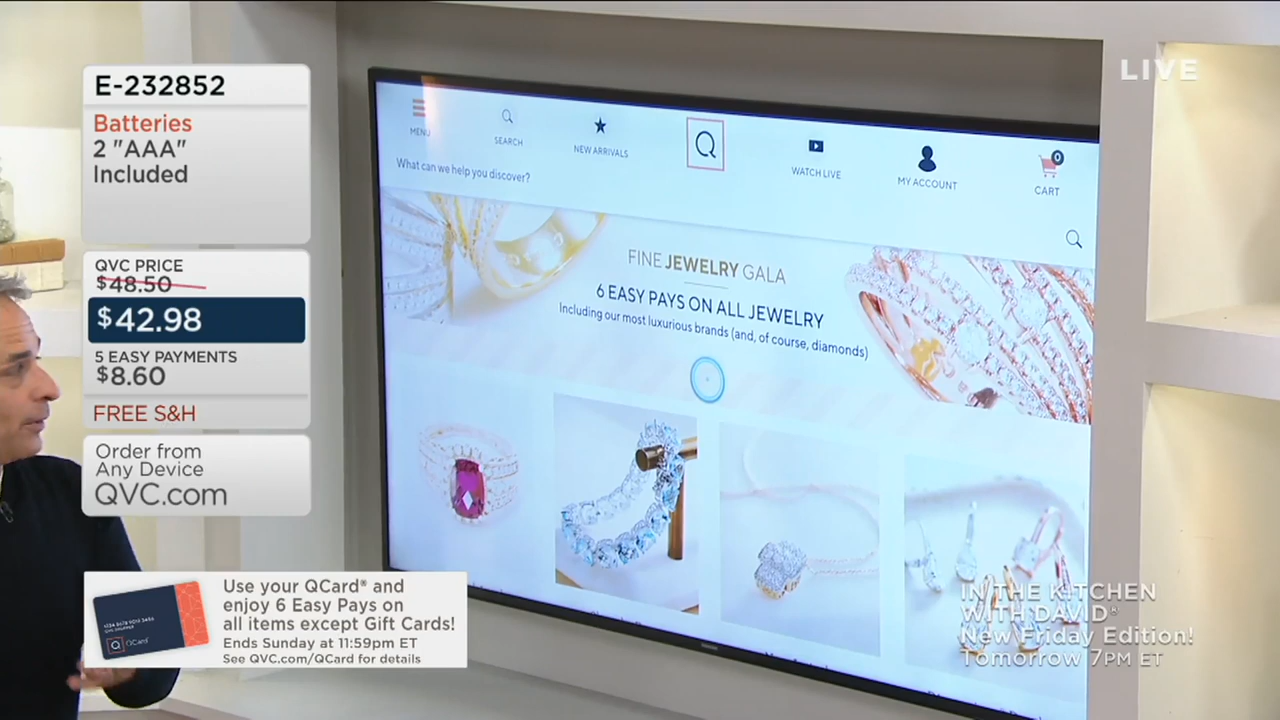 E-232852
Batteries
2 "AAA"
Included
QVC PRICE
$48.50
$42.98
5 EASY PAYMENTS
$8.60
FREE S&H
Order from
Any Device
QVC.com
Use your QCard® and
enjoy 6 Easy Pays on
all items except Gift Cards!
Ends Sunday at 11:59pm ET
See QVC.com/QCard for details
QCard
LIVE
MENU
SEARCH
NEW ARRIVALS
Q
WATCH LIVE
MY ACCOUNT
0
CART
What can we help you discover?
FINE JEWELRY GALA
6 EASY PAYS ON ALL JEWELRY
Including our most luxurious brands (and, of course, diamonds)
IN THE KITCHEN
WITH DAVID®
New Friday Edition!
Tomorrow 7PM ET